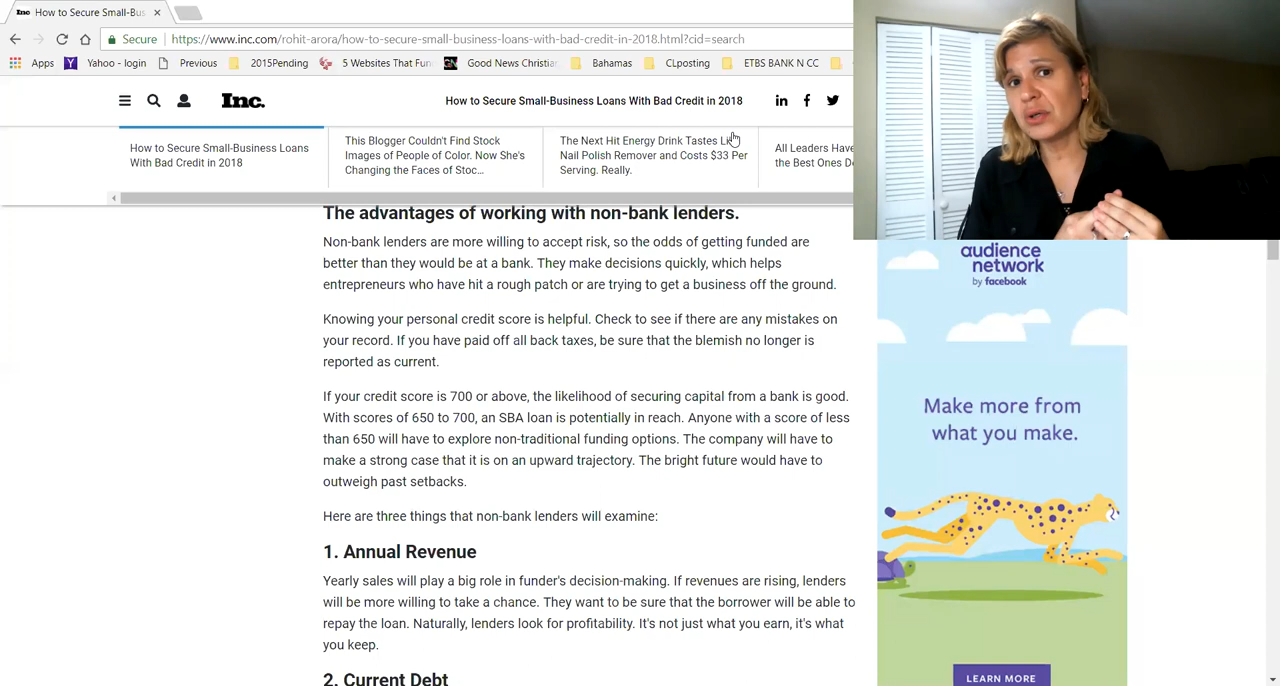 Inc How to Secure Small-Bus
Secure https://www.inc.com/rohit-arora/how-to-secure-small-business-loans-with-bad-credit-in-2018.html?cid=search
Apps Yahoo - login Previous Church Posting 5 Websites That Fun Good News Christia Bahar CLposting ETBS BANK N CC
Inc. How to Secure Small-Business Loans With Bad Credit in 2018
How to Secure Small-Business Loans
With Bad Credit in 2018
This Blogger Couldn't Find Stock
Images of People of Color. Now She's
Changing the Faces of Stoc...
The Next Hit Energy Drink Tastes
Nail Polish Remover and Costs $33 Per
Serving. Really.
All Leaders Have
the Best Ones
The advantages of working with non-bank lenders.
Non-bank lenders are more willing to accept risk, so the odds of getting funded are
better than they would be at a bank. They make decisions quickly, which helps
entrepreneurs who have hit a rough patch or are trying to get a business off the ground.
Knowing your personal credit score is helpful. Check to see if there are any mistakes on
your record. If you have paid off all back taxes, be sure that the blemish no longer is
reported as current.
If your credit score is 700 or above, the likelihood of securing capital from a bank is good.
With scores of 650 to 700, an SBA loan is potentially in reach. Anyone with a score of less
than 650 will have to explore non-traditional funding options. The company will have to
make a strong case that it is on an upward trajectory. The bright future would have to
outweigh past setbacks.
Here are three things that non-bank lenders will examine:
1. Annual Revenue
Yearly sales will play a big role in funder's decision-making. If revenues are rising, lenders
will be more willing to take a chance. They want to be sure that the borrower will be able to
repay the loan. Naturally, lenders look for profitability. It's not just what you earn, it's what
you keep.
2. Current Debt
audience
network
by facebook
Make more from
what you make.
LEARN MORE